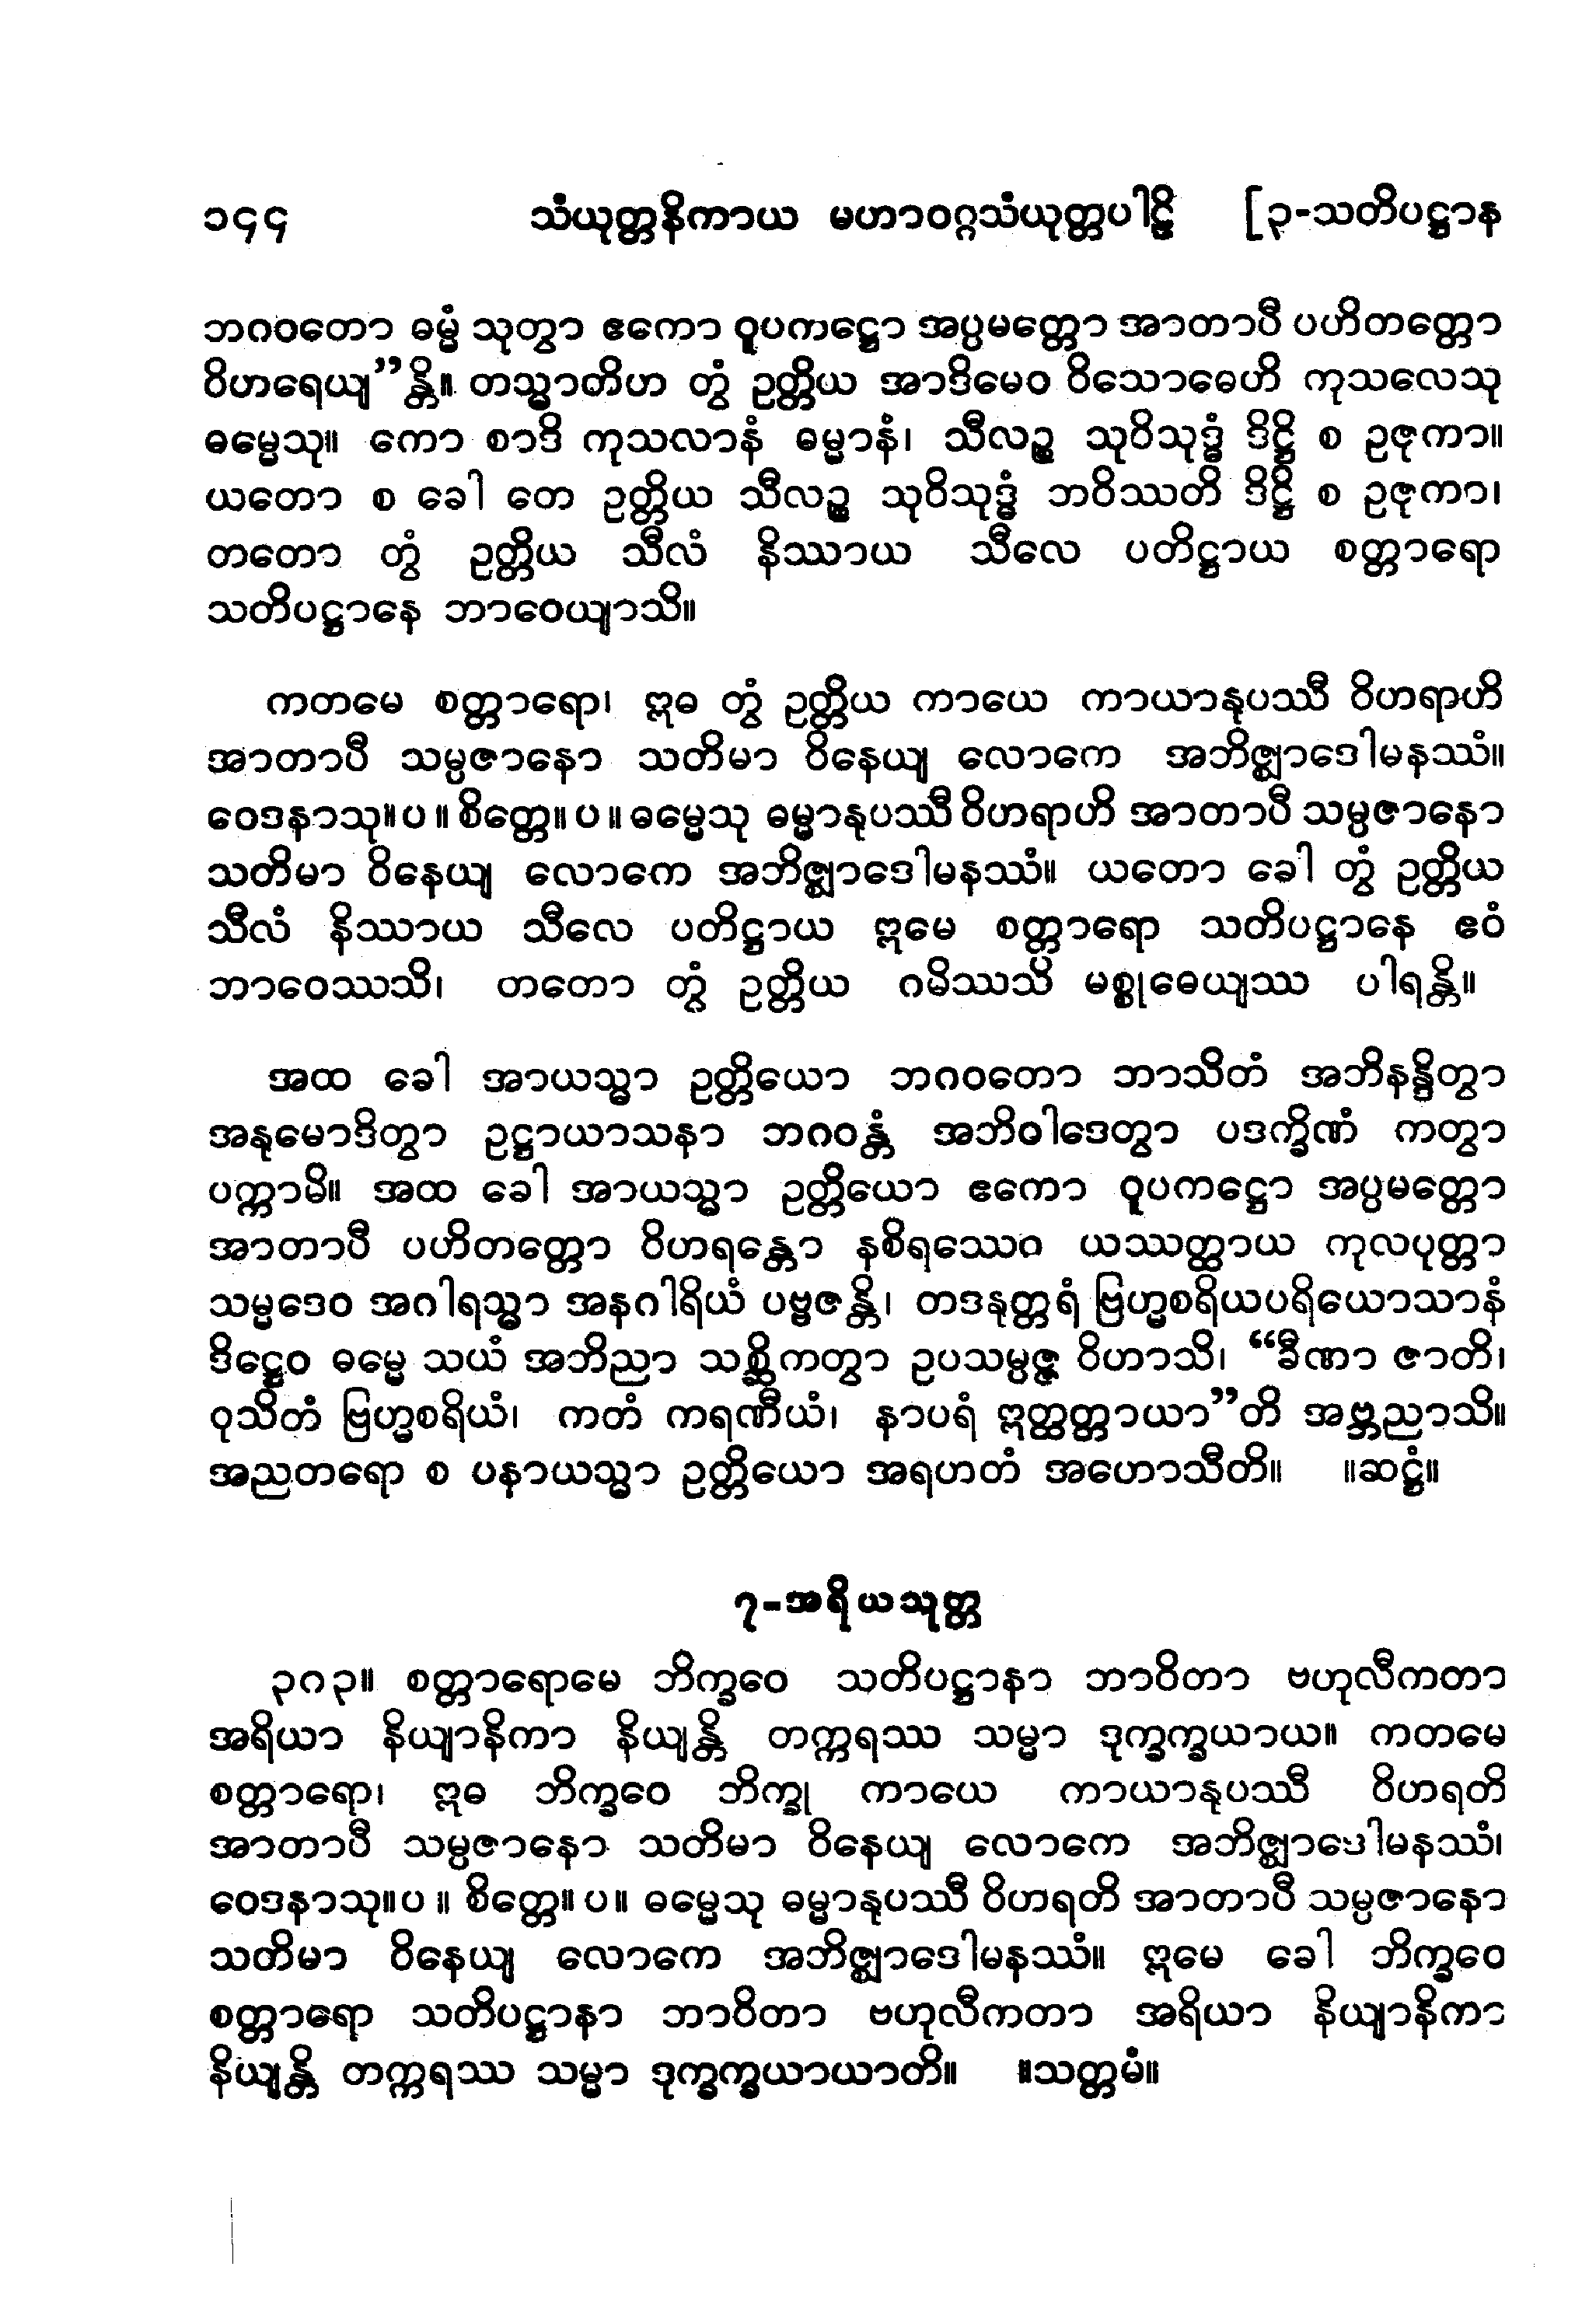 ၁၄၄ သံယုတ္တနိကာယ မဟာဝဂ္ဂသံယုတ္တပါဠိ [၃-သတိပဋ္ဌာန
ဘဂဝတော ဓမ္မံ သုတွာ ဧကော ဝူပကဋ္ဌော အပ္ပမတ္တော အာတာပီ ပဟိတတ္တော
ဝိဟရေယျ”န္တိ။ တသ္မာတိဟ တွံ ဥတ္တိယ အာဒိမေဝ ဝိသောဓေဟိ ကုသလေသု
ဓမ္မေသု။ ကော စာဒိ ကုသလာနံ ဓမ္မာနံ၊ သီလဉ္စ သုဝိသုဒ္ဓံ ဒိဋ္ဌိ စ ဥဇုကာ။
ယတော စ ခေါ တေ ဥတ္တိယ သီလဉ္စ သုဝိသုဒ္ဓံ ဘဝိဿတိ ဒိဋ္ဌိ စ ဥဇုကာ၊
တတော တွံ ဥတ္တိယ သီလံ နိဿာယ သီလေ ပတိဋ္ဌာယ စတ္တာရော
သတိပဋ္ဌာနေ ဘာဝေယျာသိ။
ကတမေ စတ္တာရော၊ ဣဓ တွံ ဥတ္တိယ ကာယေ ကာယာနုပဿီ ဝိဟရာဟိ
အာတာပီ သမ္ပဇာနော သတိမာ ဝိနေယျ လောကေ အဘိဇ္ဈာဒေါမနဿံ။
ဝေဒနာသု။ပ။ စိတ္တေ။ပ။ ဓမ္မေသု ဓမ္မာနုပဿီ ဝိဟရာဟိ အာတာပီ သမ္ပဇာနော
သတိမာ ဝိနေယျ လောကေ အဘိဇ္ဈာဒေါမနဿံ။ ယတော ခေါ တွံ ဥတ္တိယ
သီလံ နိဿာယ သီလေ ပတိဋ္ဌာယ ဣမေ စတ္တာရော သတိပဋ္ဌာနေ ဧဝံ
ဘာဝေဿသိ၊ တတော တွံ ဥတ္တိယ ဂမိဿသိ မစ္စုဓေယျဿ ပါရန္တိ။
အထ ခေါ အာယသ္မာ ဥတ္တိယော ဘဂဝတော ဘာသိတံ အဘိနန္ဒိတွာ
အနုမောဒိတွာ ဥဋ္ဌာယာသနာ ဘဂဝန္တံ အဘိဝါဒေတွာ ပဒက္ခိဏံ ကတွာ
ပက္ကာမိ။ အထ ခေါ အာယသ္မာ ဥတ္တိယော ဧကော ဝူပကဋ္ဌော အပ္ပမတ္တော
အာတာပီ ပဟိတတ္တော ဝိဟရန္တော နစိရဿေဝ ယဿတ္ထာယ ကုလပုတ္တာ
သမ္မဒေဝ အဂါရသ္မာ အနဂါရိယံ ပဗ္ဗဇန္တိ၊ တဒနုတ္တရံ ဗြဟ္မစရိယပရိယောသာနံ
ဒိဋ္ဌေဝ ဓမ္မေ သယံ အဘိညာ သစ္ဆိကတွာ ဥပသမ္ပဇ္ဇ ဝိဟာသိ၊ “ခီဏာ ဇာတိ၊
ဝုသိတံ ဗြဟ္မစရိယံ၊ ကတံ ကရဏီယံ၊ နာပရံ ဣတ္ထတ္တာယာ”တိ အဗ္ဘညာသိ။
အညတရော စ ပနာယသ္မာ ဥတ္တိယော အရဟတံ အဟောသီတိ။ ။ဆဋ္ဌံ။
၇-အရိယသုတ္တ
၃၇၃။ စတ္တာရောမေ ဘိက္ခဝေ သတိပဋ္ဌာနာ ဘာဝိတာ ဗဟုလီကတာ
အရိယာ နိယျာနိကာ နိယျန္တိ တက္ကရဿ သမ္မာ ဒုက္ခက္ခယာယ။ ကတမေ
စတ္တာရော၊ ဣဓ ဘိက္ခဝေ ဘိက္ခု ကာယေ ကာယာနုပဿီ ဝိဟရတိ
အာတာပီ သမ္ပဇာနော သတိမာ ဝိနေယျ လောကေ အဘိဇ္ဈာဒေါမနဿံ၊
ဝေဒနာသု။ပ။ စိတ္တေ။ပ။ ဓမ္မေသု ဓမ္မာနုပဿီ ဝိဟရတိ အာတာပီ သမ္ပဇာနော
သတိမာ ဝိနေယျ လောကေ အဘိဇ္ဈာဒေါမနဿံ။ ဣမေ ခေါ ဘိက္ခဝေ
စတ္တာရော သတိပဋ္ဌာနာ ဘာဝိတာ ဗဟုလီကတာ အရိယာ နိယျာနိကာ
နိယျန္တိ တက္ကရဿ သမ္မာ ဒုက္ခက္ခယာယာတိ။ ။သတ္တမံ။